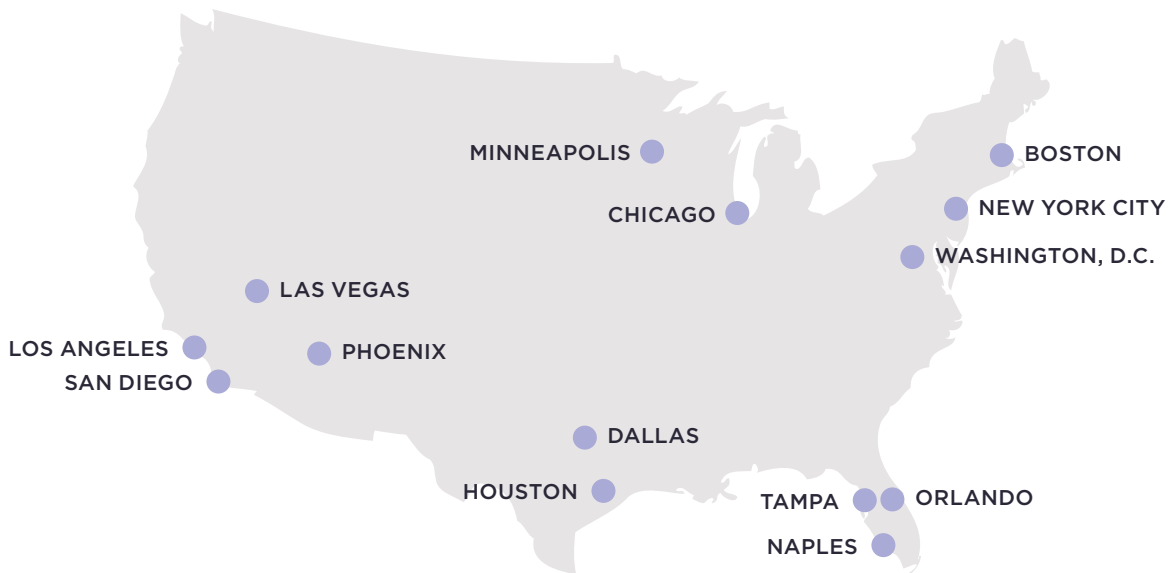 MINNEAPOLIS
BOSTON
CHICAGO
NEW YORK CITY
WASHINGTON, D.C.
LAS VEGAS
LOS ANGELES
PHOENIX
SAN DIEGO
DALLAS
HOUSTON
TAMPA
ORLANDO
NAPLES